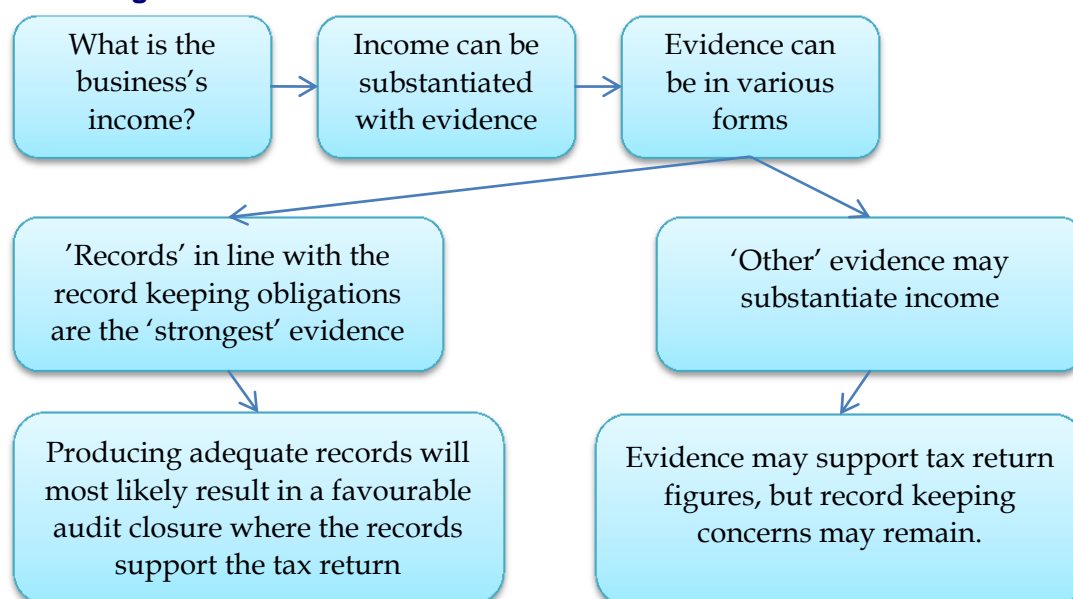 What is the
business's
income?
Income can be
substantiated
with evidence
Evidence can
be in various
forms
'Records' in line with the
record keeping obligations
are the 'strongest' evidence
'Other' evidence may
substantiate income
Producing adequate records will
most likely result in a favourable
audit closure where the records
support the tax return
Evidence may support tax return
figures, but record keeping
concerns may remain.